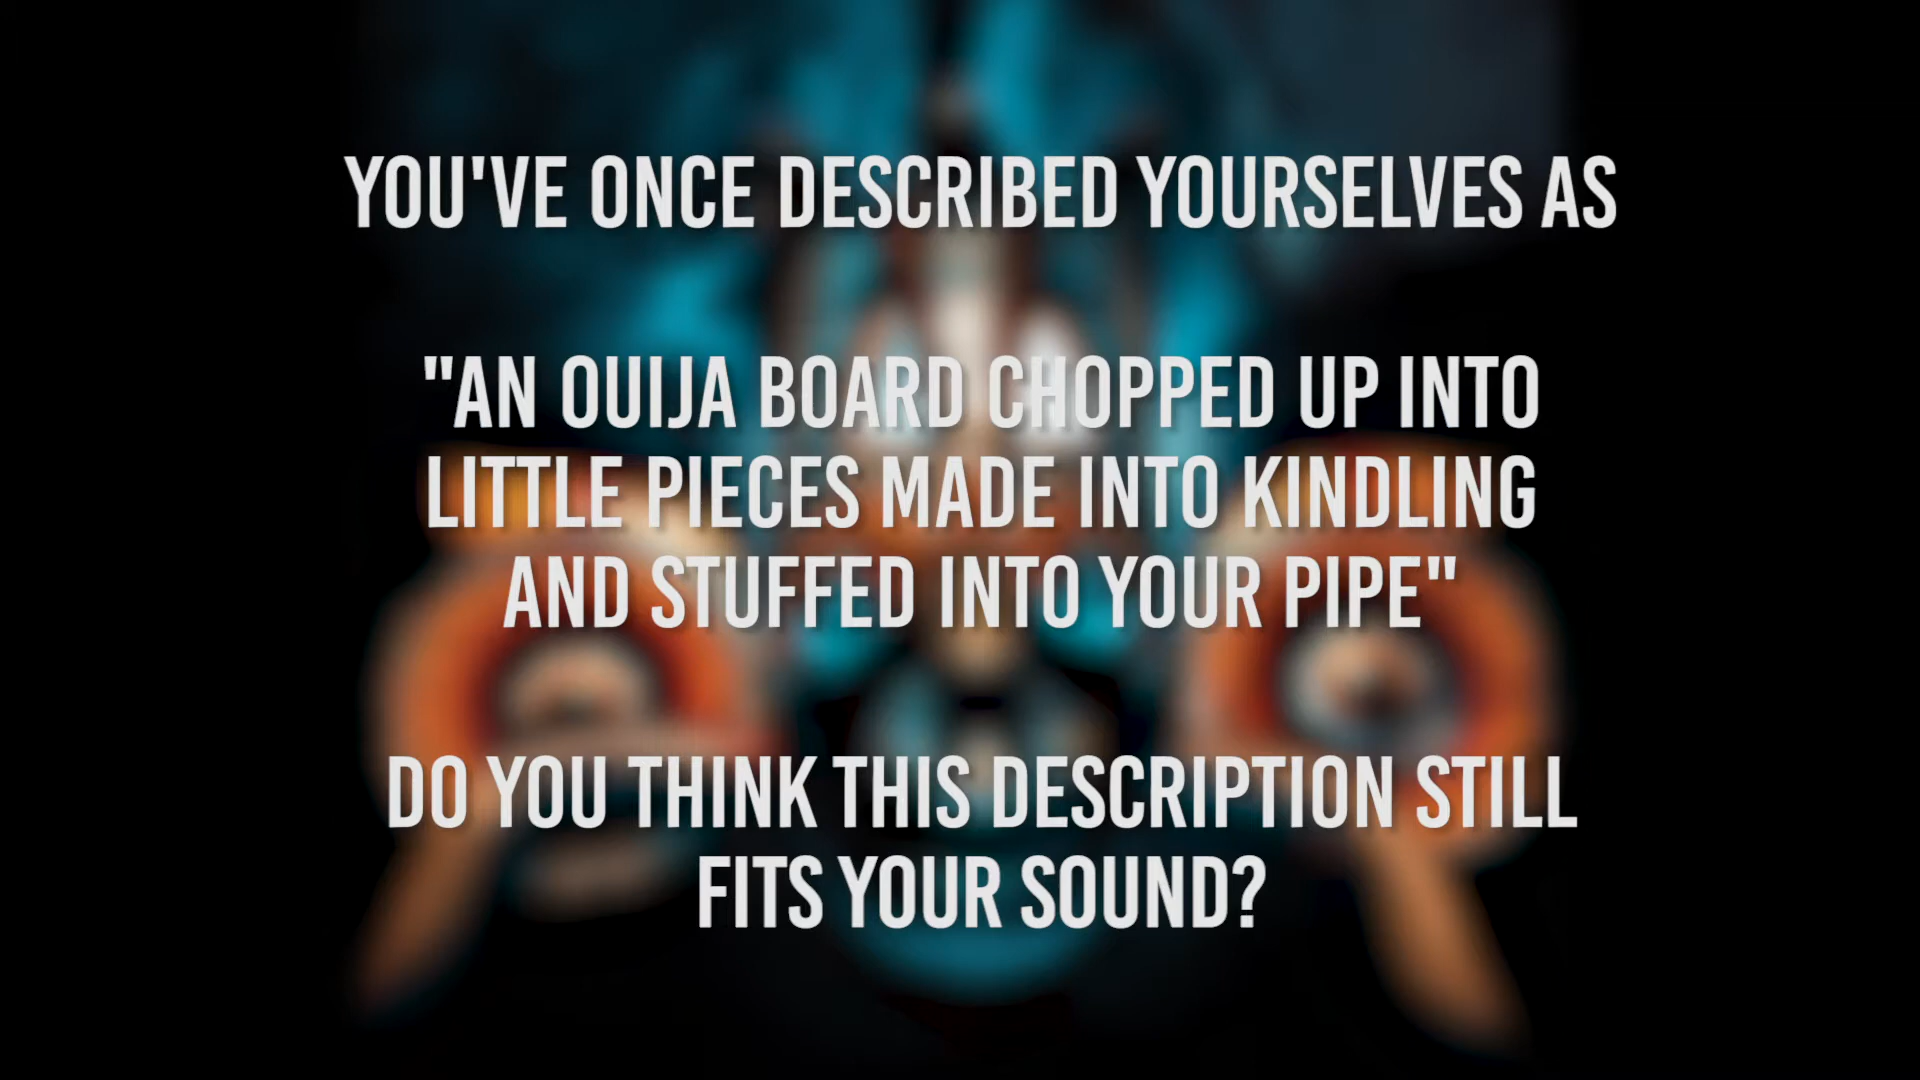 YOU'VE ONCE DESCRIBED YOURSELVES AS
"AN OUIJA BOARD CHOPPED UP INTO
LITTLE PIECES MADE INTO KINDLING
AND STUFFED INTO YOUR PIPE"
DO YOU THINK THIS DESCRIPTION STILL
FITS YOUR SOUND?